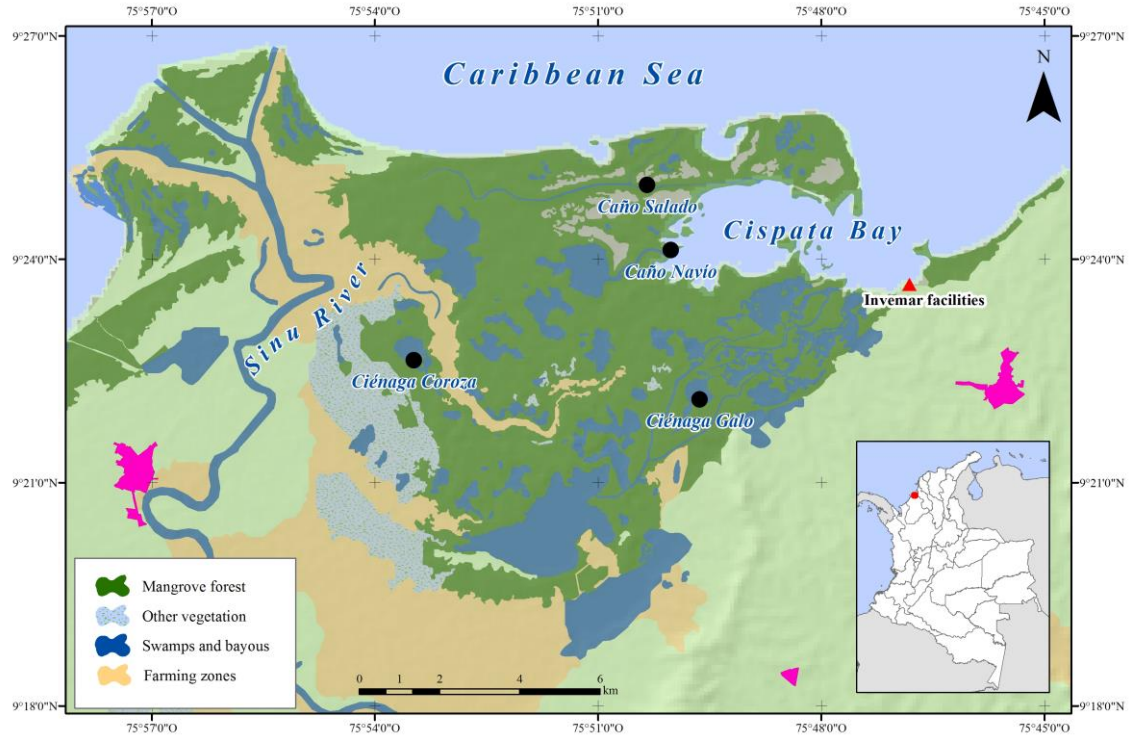 75°57'0"O 75°54'0"O 75°51'0"O 75°48'0"O 75°45'0"O
9°27'0"N 9°27'0"N
Caribbean Sea
N
Caño Salado
Cispata Bay
Caño Navío
9°24'0"N 9°24'0"N
Invemar facilities
Sinu River
Ciénaga Coroza
Ciénaga Galo
9°21'0"N 9°21'0"N
Mangrove forest
Other vegetation
Swamps and bayous
Farming zones
0 1 2 4 6
km
9°18'0"N 9°18'0"N
75°57'0"O 75°54'0"O 75°51'0"O 75°48'0"O 75°45'0"O